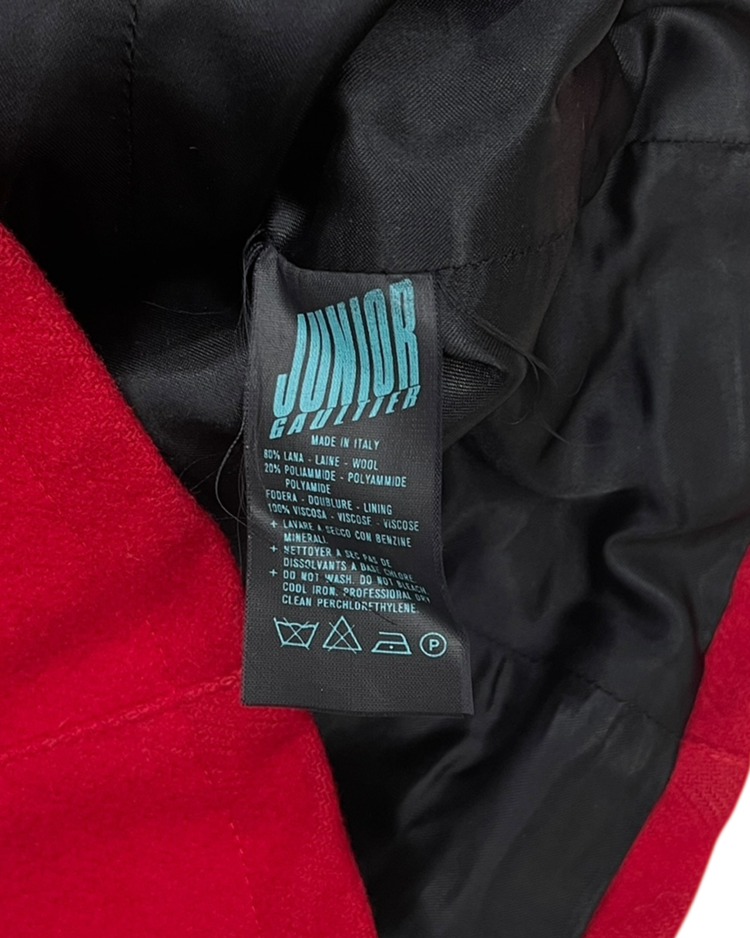 JUNIOR
GAULTIER
MADE IN ITALY
80% LANA - LAINE - WOOL
20% POLIAMMIDE - POLYAMMIDE
POLYAMIDE
FODERA - DOUBLURE - LINING
100% VISCOSA - VISCOSE - VISCOSE
+ LAVARE A SECCO CON BENZINE
MINERALI
+ NETTOYER A SEC PAS DE
DISSOLVANTS A BASE CHLORE
+ DO NOT WASH. DO NOT BLEACH.
COOL IRON. PROFESSIONAL DRY
CLEAN PERCHLORETHYLENE.
P